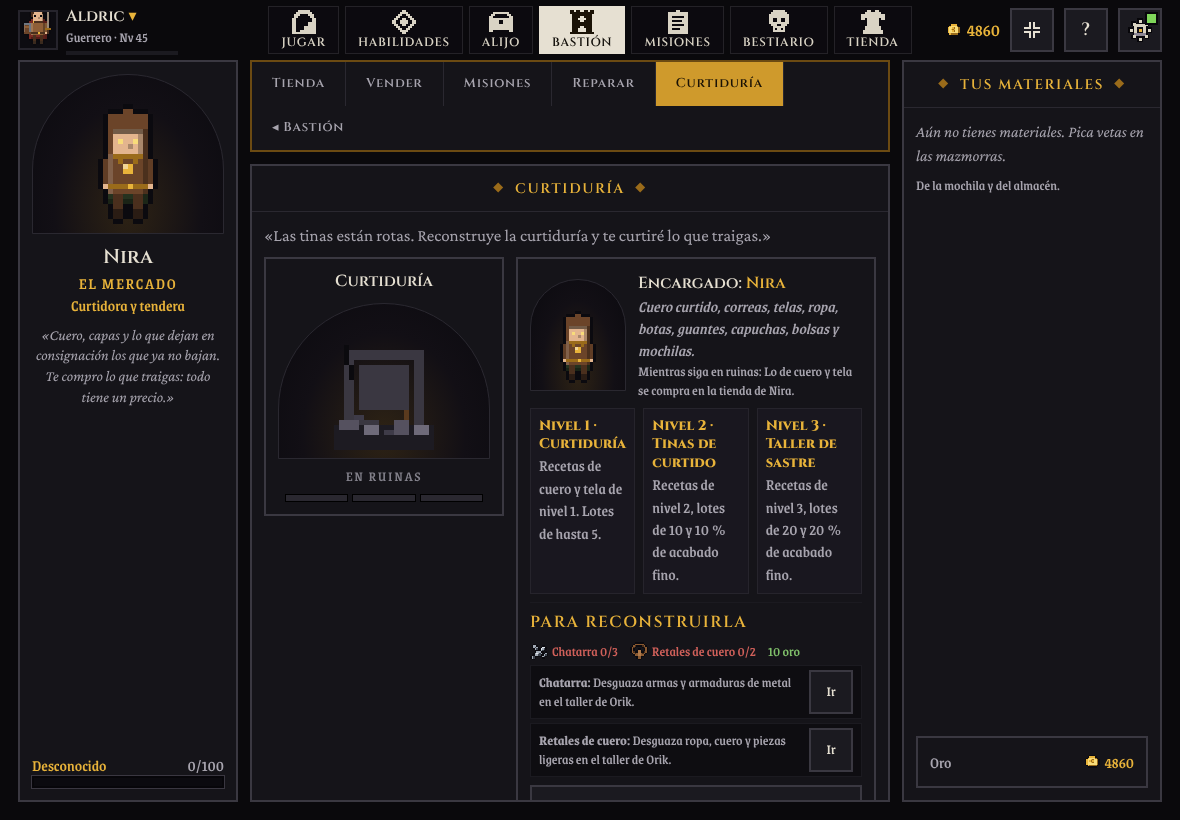 Aldric ▾
Guerrero · Nv 45
Jugar
Habilidades
Alijo
Bastión
Misiones
Bestiario
Tienda
4860
?
Nira
EL MERCADO
Curtidora y tendera
«Cuero, capas y lo que dejan en
consignación los que ya no bajan.
Te compro lo que traigas: todo
tiene un precio.»
Desconocido 0/100
Tienda
Vender
Misiones
Reparar
Curtiduría
◂ Bastión
◆ CURTIDURÍA ◆
«Las tinas están rotas. Reconstruye la curtiduría y te curtiré lo que traigas.»
Curtiduría
EN RUINAS
Encargado: Nira
Cuero curtido, correas, telas, ropa,
botas, guantes, capuchas, bolsas y
mochilas.
Mientras siga en ruinas: Lo de cuero y tela
se compra en la tienda de Nira.
Nivel 1 ·
Curtiduría
Recetas de
cuero y tela de
nivel 1. Lotes
de hasta 5.
Nivel 2 ·
Tinas de
curtido
Recetas de
nivel 2, lotes
de 10 y 10 %
de acabado
fino.
Nivel 3 ·
Taller de
sastre
Recetas de
nivel 3, lotes
de 20 y 20 %
de acabado
fino.
PARA RECONSTRUIRLA
Chatarra 0/3 Retales de cuero 0/2 10 oro
Chatarra: Desguaza armas y armaduras de metal
en el taller de Orik.
Ir
Retales de cuero: Desguaza ropa, cuero y piezas
ligeras en el taller de Orik.
Ir
◆ TUS MATERIALES ◆
Aún no tienes materiales. Pica vetas en
las mazmorras.
De la mochila y del almacén.
Oro 4860